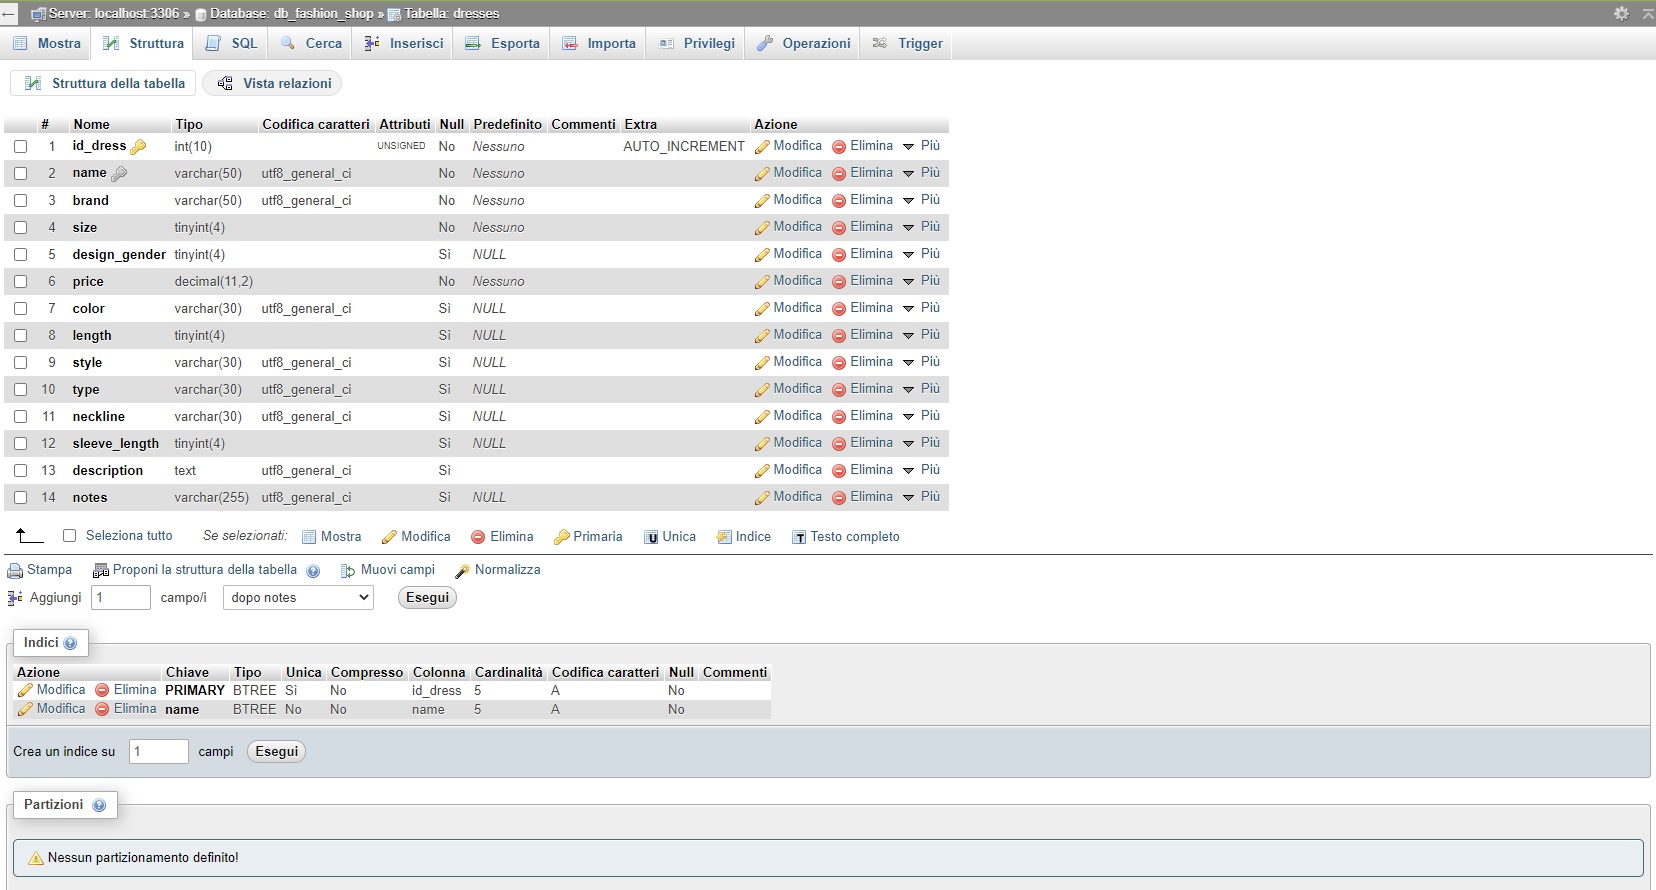 Server: localhost:3306 » Database: db_fashion_shop » Tabella: dresses
Mostra Struttura SQL Cerca Inserisci Esporta Importa Privilegi Operazioni Trigger
Struttura della tabella Vista relazioni
# Nome Tipo Codifica caratteri Attributi Null Predefinito Commenti Extra Azione
1 id_dress int(10) UNSIGNED No Nessuno AUTO_INCREMENT Modifica Elimina Più
2 name varchar(50) utf8_general_ci No Nessuno Modifica Elimina Più
3 brand varchar(50) utf8_general_ci No Nessuno Modifica Elimina Più
4 size tinyint(4) No Nessuno Modifica Elimina Più
5 design_gender tinyint(4) Sì NULL Modifica Elimina Più
6 price decimal(11,2) No Nessuno Modifica Elimina Più
7 color varchar(30) utf8_general_ci Sì NULL Modifica Elimina Più
8 length tinyint(4) Sì NULL Modifica Elimina Più
9 style varchar(30) utf8_general_ci Sì NULL Modifica Elimina Più
10 type varchar(30) utf8_general_ci Sì NULL Modifica Elimina Più
11 neckline varchar(30) utf8_general_ci Sì NULL Modifica Elimina Più
12 sleeve_length tinyint(4) Sì NULL Modifica Elimina Più
13 description text utf8_general_ci Sì Modifica Elimina Più
14 notes varchar(255) utf8_general_ci Sì NULL Modifica Elimina Più
Seleziona tutto Se selezionati: Mostra Modifica Elimina Primaria Unica Indice Testo completo
Stampa Proponi la struttura della tabella Muovi campi Normalizza
Aggiungi 1 campo/i dopo notes Esegui
Indici
Azione Chiave Tipo Unica Compresso Colonna Cardinalità Codifica caratteri Null Commenti
Modifica Elimina PRIMARY BTREE Sì No id_dress 5 A No
Modifica Elimina name BTREE No No name 5 A No
Crea un indice su 1 campi Esegui
Partizioni
Nessun partizionamento definito!